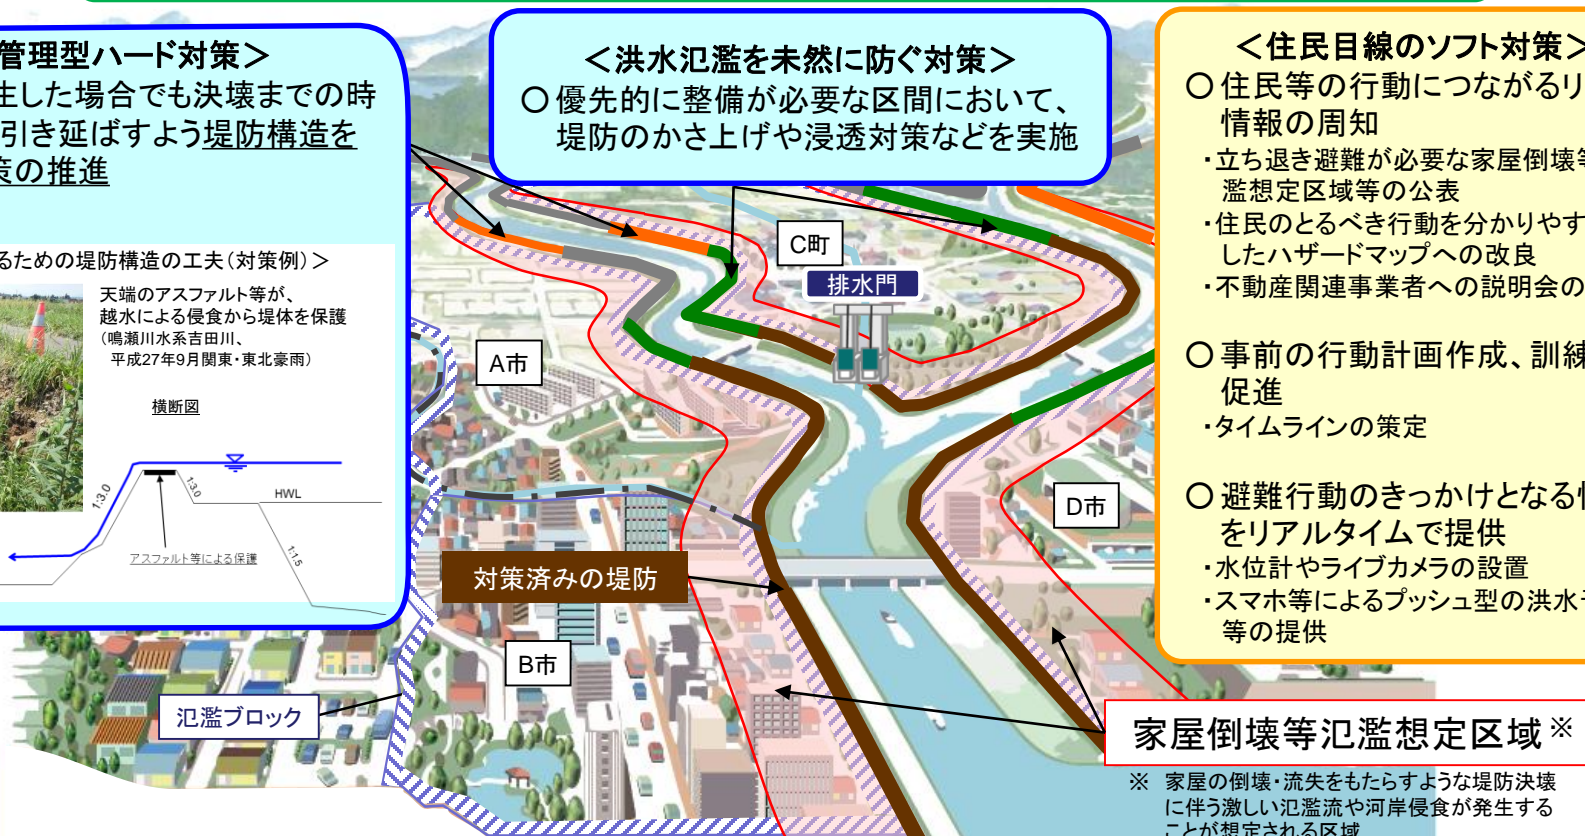 管理型ハード対策＞
生した場合でも決壊までの時
引き延ばすよう堤防構造を
策の推進
るための堤防構造の工夫（対策例）＞
天端のアスファルト等が、
越水による侵食から堤体を保護
（鳴瀬川水系吉田川、
平成27年9月関東・東北豪雨）
横断図
1:3.0
1:3.0
HWL
1:1.5
アスファルト等による保護
＜洪水氾濫を未然に防ぐ対策＞
○優先的に整備が必要な区間において、
堤防のかさ上げや浸透対策などを実施
＜住民目線のソフト対策＞
○住民等の行動につながるリ
情報の周知
・立ち退き避難が必要な家屋倒壊等
濫想定区域等の公表
・住民のとるべき行動を分かりやす
したハザードマップへの改良
・不動産関連事業者への説明会の
○事前の行動計画作成、訓練
促進
・タイムラインの策定
○避難行動のきっかけとなる情
をリアルタイムで提供
・水位計やライブカメラの設置
・スマホ等によるプッシュ型の洪水予
等の提供
C町
排水門
A市
D市
対策済みの堤防
B市
氾濫ブロック
家屋倒壊等氾濫想定区域※
※ 家屋の倒壊・流失をもたらすような堤防決壊
に伴う激しい氾濫流や河岸侵食が発生する
ことが想定される区域